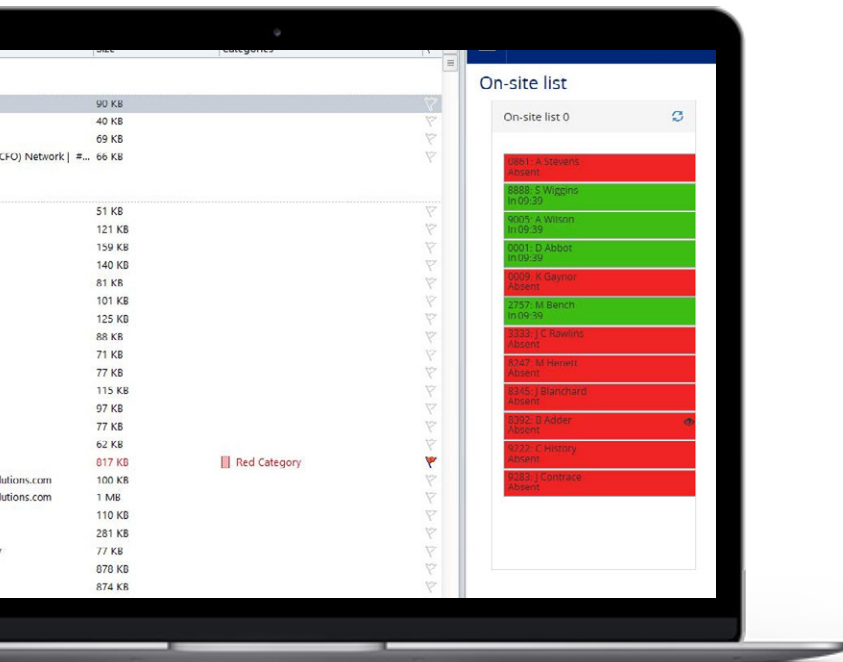 Size Categories
90 KB
40 KB
69 KB
CFO) Network | #... 66 KB
51 KB
121 KB
159 KB
140 KB
81 KB
101 KB
125 KB
88 KB
71 KB
77 KB
115 KB
97 KB
77 KB
62 KB
817 KB Red Category
lutions.com 100 KB
lutions.com 1 MB
110 KB
281 KB
77 KB
878 KB
874 KB
On-site list
On-site list 0
0861: A Stevens
Absent
8888: S Wiggins
In 09:39
9005: A Wilson
In 09:39
0001: D Abbot
In 09:39
0009: K Gaynor
Absent
2757: M Bench
In 09:39
3333: J C Rawlins
Absent
8247: M Henett
Absent
8345: J Blanchard
Absent
8392: B Adder
Absent
9222: C History
Absent
9283: J Contrace
Absent